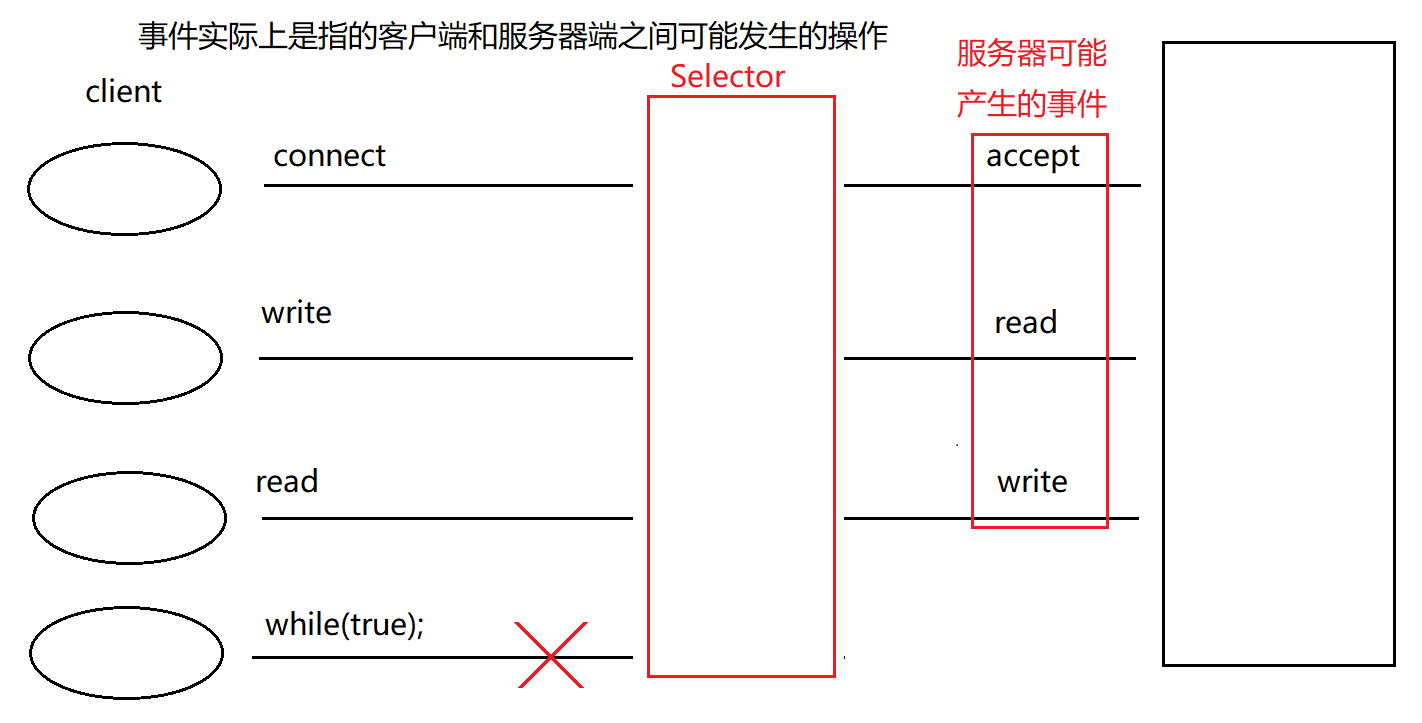 事件实际上是指的客户端和服务器端之间可能发生的操作
服务器可能
产生的事件
Selector
client
connect
accept
write
read
read
write
while(true);